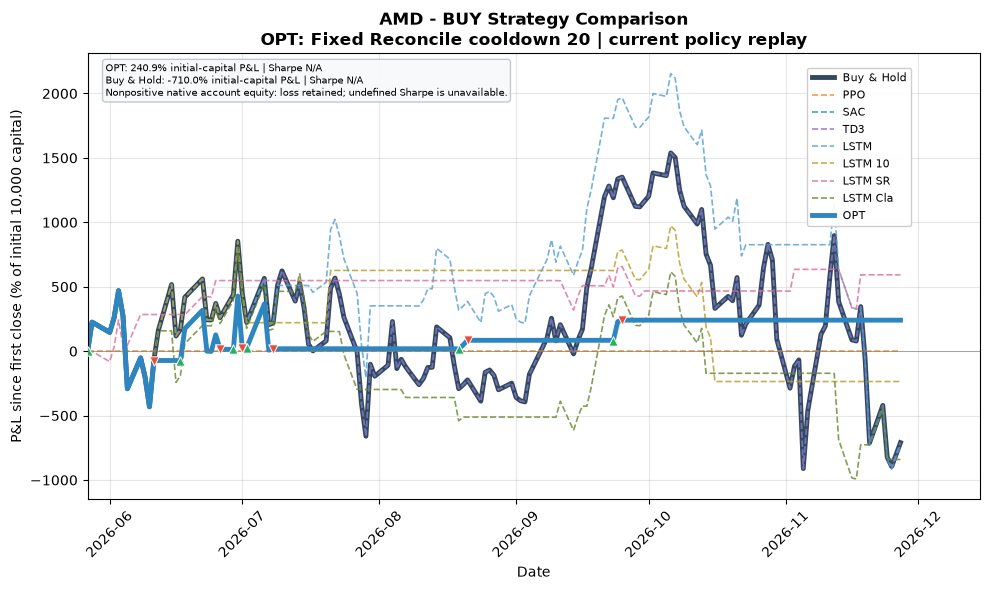 AMD - BUY Strategy Comparison
OPT: Fixed Reconcile cooldown 20 | current policy replay
OPT: 240.9% initial-capital P&L | Sharpe N/A
Buy & Hold: -710.0% initial-capital P&L | Sharpe N/A
Nonpositive native account equity: loss retained; undefined Sharpe is unavailable.
Buy & Hold
PPO
SAC
TD3
LSTM
LSTM 10
LSTM SR
LSTM Cla
OPT
P&L since first close (% of initial 10,000 capital)
2000
1500
1000
500
0
−500
−1000
2026-06
2026-07
2026-08
2026-09
2026-10
2026-11
2026-12
Date